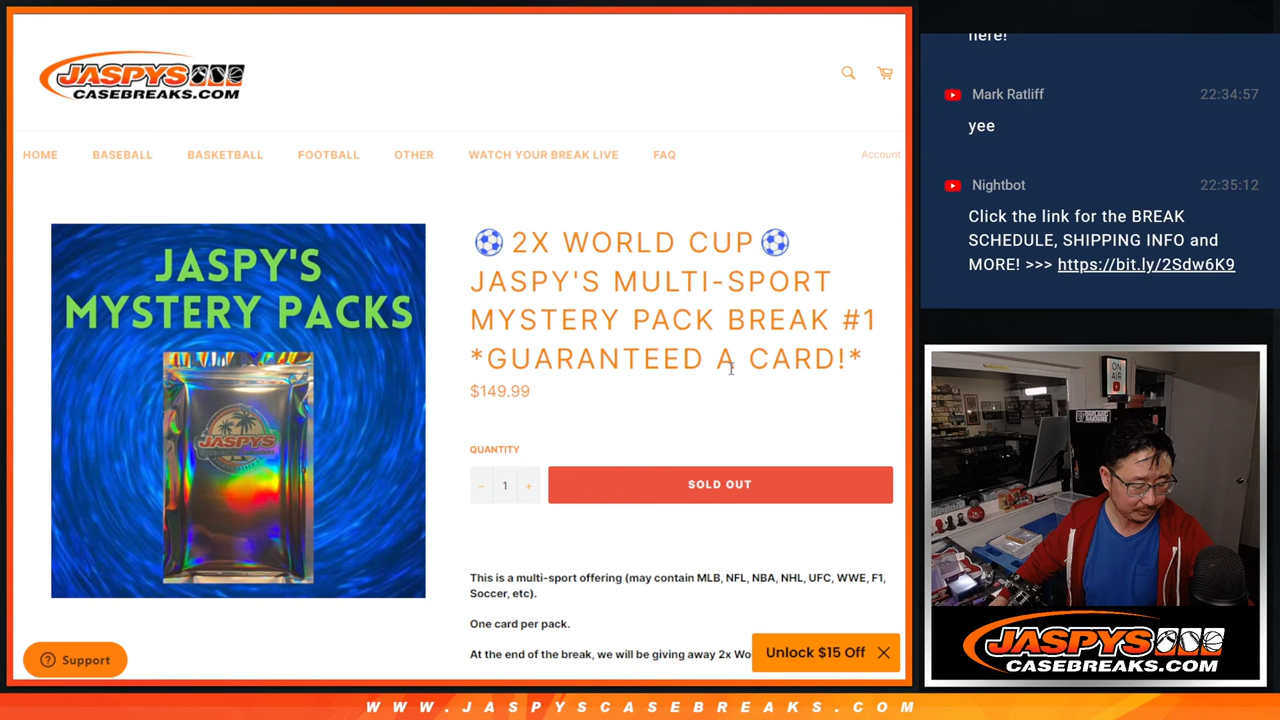 JASPYS
CASEBREAKS.COM
HOME BASEBALL BASKETBALL FOOTBALL OTHER WATCH YOUR BREAK LIVE FAQ Account
JASPY'S
MYSTERY PACKS
JASPYS
⚽2X WORLD CUP⚽
JASPY'S MULTI-SPORT
MYSTERY PACK BREAK #1
*GUARANTEED A CARD!*
$149.99
QUANTITY
− 1 +
SOLD OUT
This is a multi-sport offering (may contain MLB, NFL, NBA, NHL, UFC, WWE, F1,
Soccer, etc).
One card per pack.
At the end of the break, we will be giving away 2x Wo
Unlock $15 Off
Support
here!
Mark Ratliff 22:34:57
yee
Nightbot 22:35:12
Click the link for the BREAK
SCHEDULE, SHIPPING INFO and
MORE! >>> https://bit.ly/2Sdw6K9
ON
AIR
JASPYS
CASEBREAKS.COM
WWW.JASPYSCASEBREAKS.COM